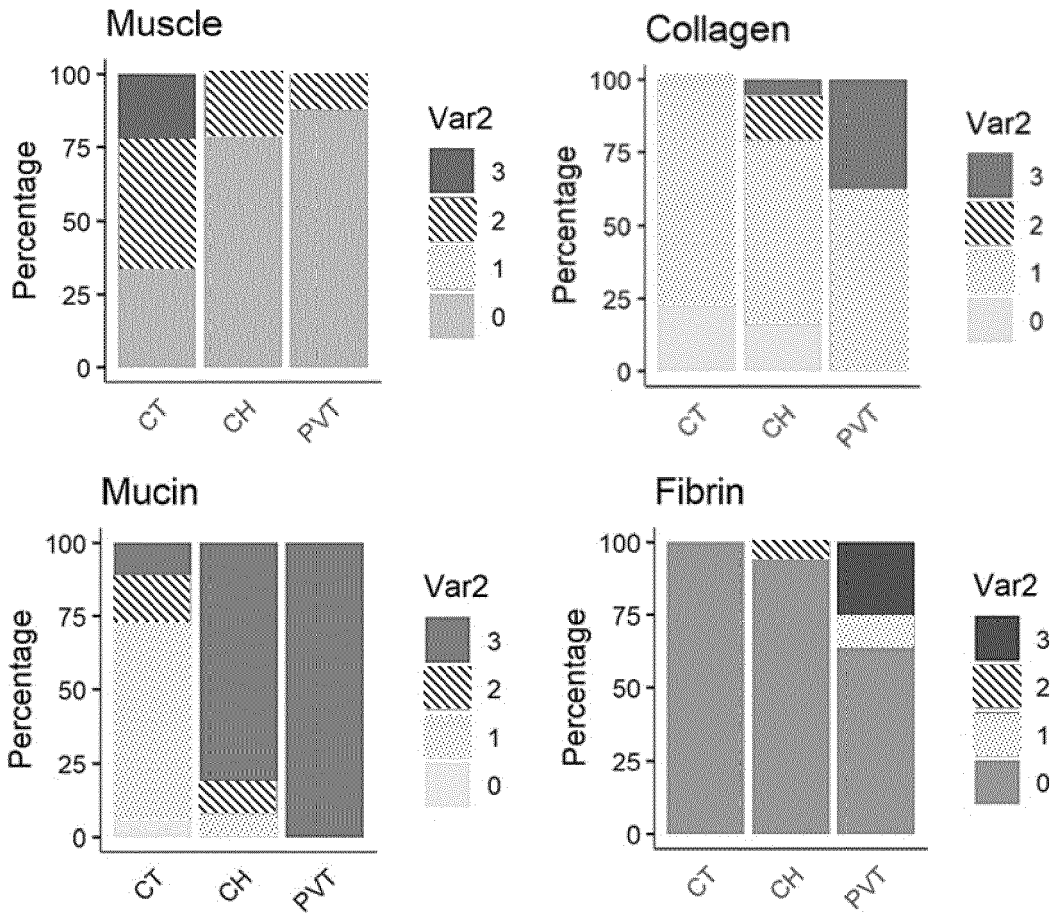 Muscle
Percentage
100
75
50
25
0
CT
CH
PVT
Var2
3
2
1
0
Collagen
Percentage
100
75
50
25
0
CT
CH
PVT
Var2
3
2
1
0
Mucin
Percentage
100
75
50
25
0
CT
CH
PVT
Var2
3
2
1
0
Fibrin
Percentage
100
75
50
25
0
CT
CH
PVT
Var2
3
2
1
0